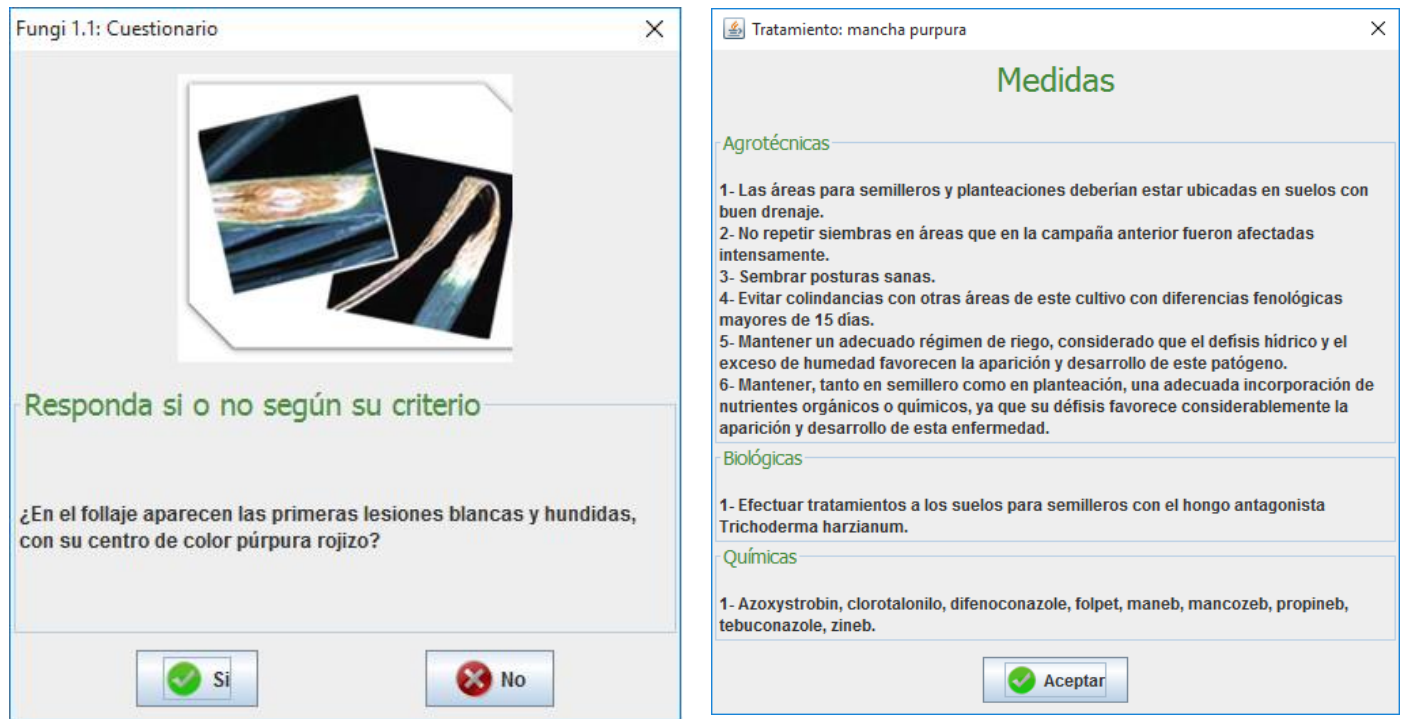 Fungi 1.1: Cuestionario
Responda si o no según su criterio
¿En el follaje aparecen las primeras lesiones blancas y hundidas,
con su centro de color púrpura rojizo?
Si
No
Tratamiento: mancha purpura
Medidas
Agrotécnicas
1- Las áreas para semilleros y planteaciones deberían estar ubicadas en suelos con
buen drenaje.
2- No repetir siembras en áreas que en la campaña anterior fueron afectadas
intensamente.
3- Sembrar posturas sanas.
4- Evitar colindancias con otras áreas de este cultivo con diferencias fenológicas
mayores de 15 días.
5- Mantener un adecuado régimen de riego, considerado que el defísis hídrico y el
exceso de humedad favorecen la aparición y desarrollo de este patógeno.
6- Mantener, tanto en semillero como en planteación, una adecuada incorporación de
nutrientes orgánicos o químicos, ya que su défisis favorece considerablemente la
aparición y desarrollo de esta enfermedad.
Biológicas
1- Efectuar tratamientos a los suelos para semilleros con el hongo antagonista
Trichoderma harzianum.
Químicas
1- Azoxystrobin, clorotalonilo, difenoconazole, folpet, maneb, mancozeb, propineb,
tebuconazole, zineb.
Aceptar